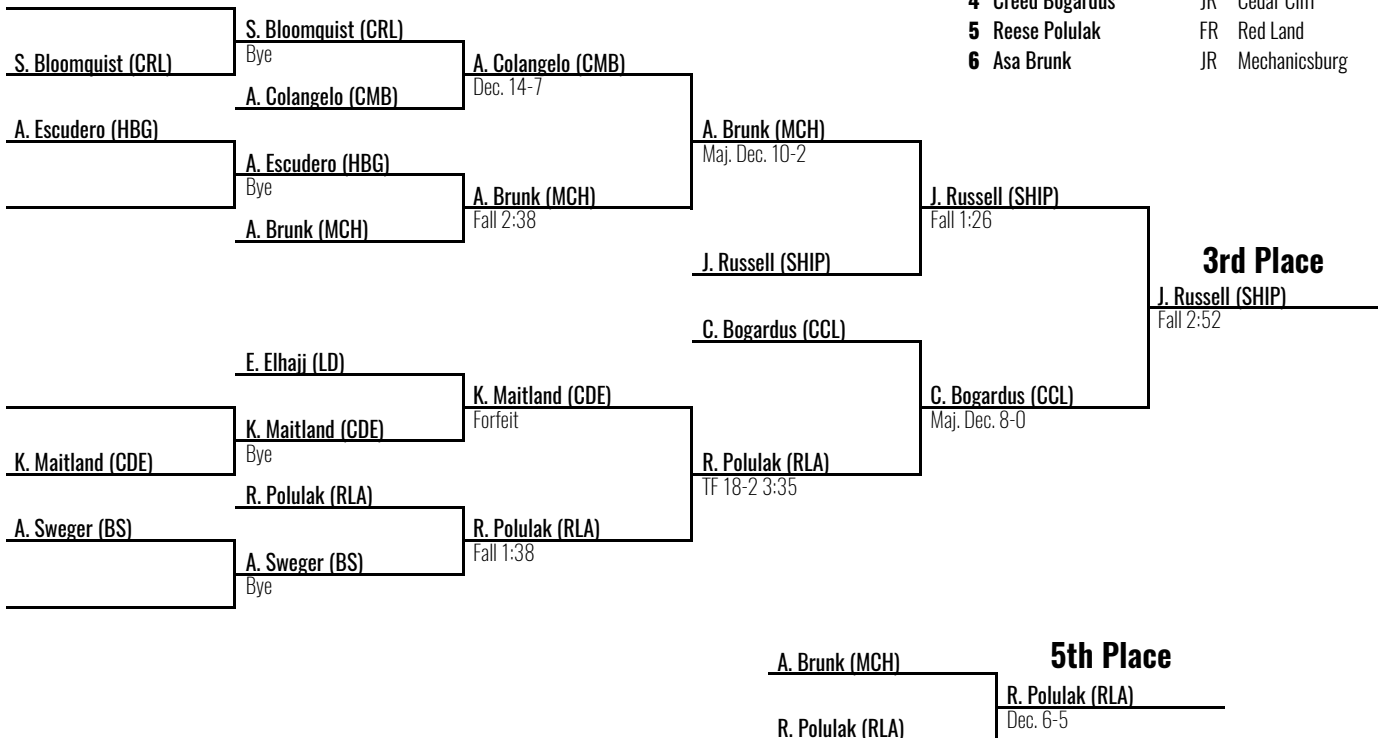 4 Creed Bogardus JR Cedar Cliff
5 Reese Polulak FR Red Land
6 Asa Brunk JR Mechanicsburg
S. Bloomquist (CRL)
S. Bloomquist (CRL)
Bye
A. Colangelo (CMB)
A. Colangelo (CMB)
Dec. 14-7
A. Escudero (HBG)
A. Escudero (HBG)
Bye
A. Brunk (MCH)
A. Brunk (MCH)
Fall 2:38
A. Brunk (MCH)
Maj. Dec. 10-2
J. Russell (SHIP)
J. Russell (SHIP)
Fall 1:26
3rd Place
J. Russell (SHIP)
Fall 2:52
C. Bogardus (CCL)
C. Bogardus (CCL)
Maj. Dec. 8-0
E. Elhajj (LD)
K. Maitland (CDE)
K. Maitland (CDE)
Bye
K. Maitland (CDE)
Forfeit
R. Polulak (RLA)
TF 18-2 3:35
R. Polulak (RLA)
A. Sweger (BS)
A. Sweger (BS)
Bye
R. Polulak (RLA)
Fall 1:38
5th Place
A. Brunk (MCH)
R. Polulak (RLA)
R. Polulak (RLA)
Dec. 6-5